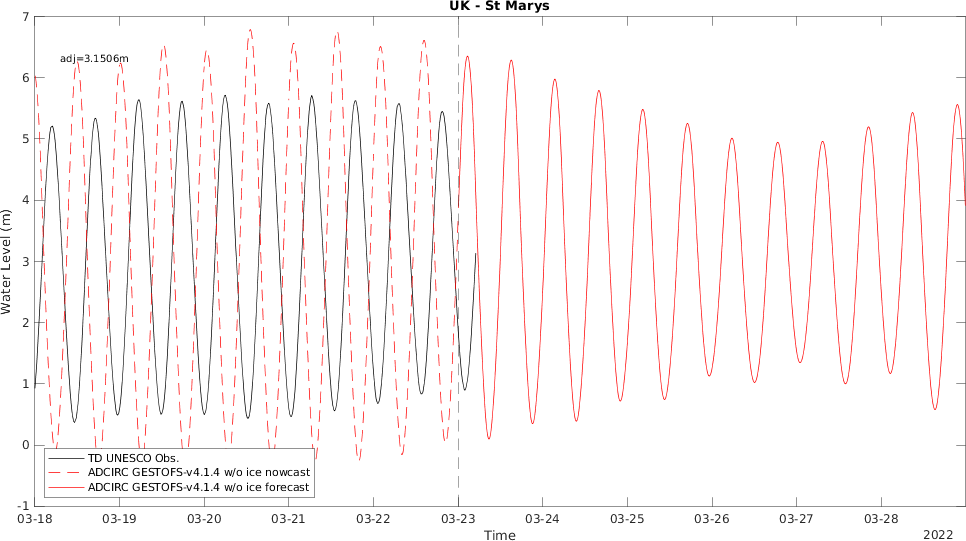 UK - St Marys
7
6
5
4
3
2
1
0
-1
Water Level (m)
adj=3.1506m
TD UNESCO Obs.
ADCIRC GESTOFS-v4.1.4 w/o ice nowcast
ADCIRC GESTOFS-v4.1.4 w/o ice forecast
03-18 03-19 03-20 03-21 03-22 03-23 03-24 03-25 03-26 03-27 03-28
Time
2022